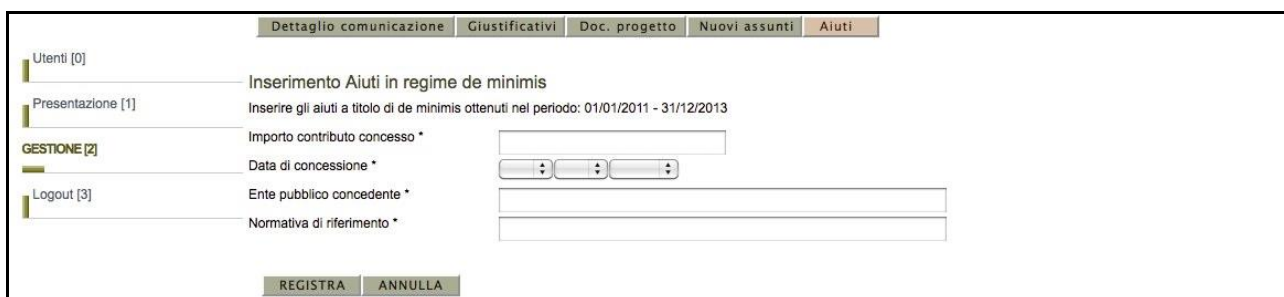 Dettaglio comunicazione Giustificativi Doc. progetto Nuovi assunti Aiuti
Utenti [0]
Presentazione [1]
GESTIONE [2]
Logout [3]
Inserimento Aiuti in regime de minimis
Inserire gli aiuti a titolo di de minimis ottenuti nel periodo: 01/01/2011 - 31/12/2013
Importo contributo concesso *
Data di concessione *
Ente pubblico concedente *
Normativa di riferimento *
REGISTRA ANNULLA